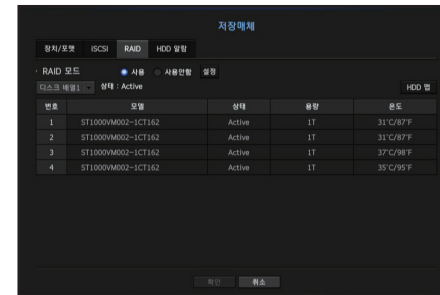 저장매체
장치/포맷 iSCSI RAID HDD 알람
RAID 모드 사용 사용안함 설정
디스크 배열1 상태 : Active HDD 맵
번호 모델 상태 용량 온도
1 ST1000VM002-1CT162 Active 1T 31℃/87℉
2 ST1000VM002-1CT162 Active 1T 31℃/87℉
3 ST1000VM002-1CT162 Active 1T 37℃/98℉
4 ST1000VM002-1CT162 Active 1T 35℃/95℉
확인 취소